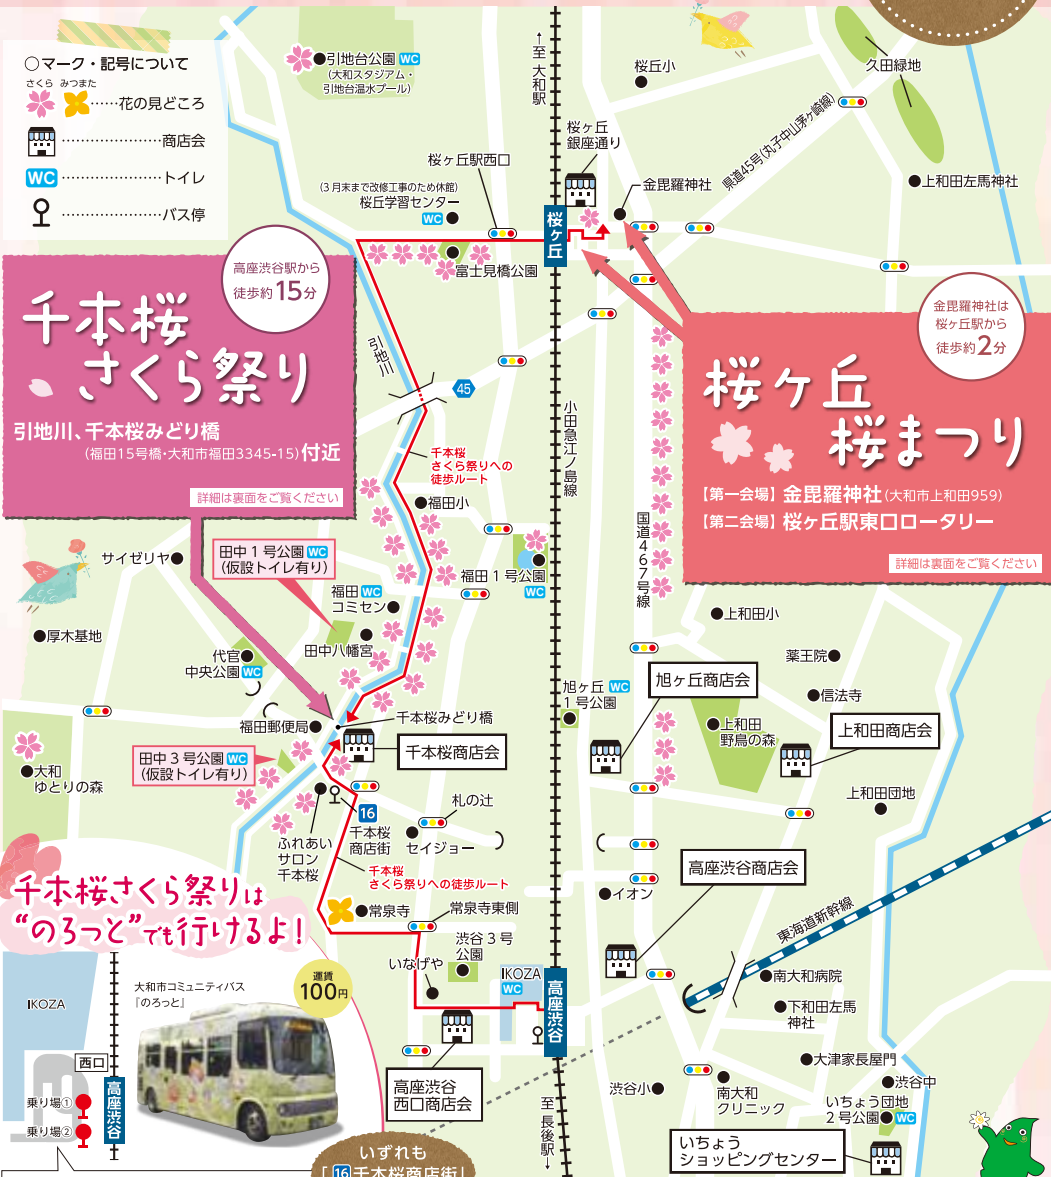 ○マーク・記号について
さくら みつまた
……花の見どころ
…………………商店会
WC …………………トイレ
…………………バス停
引地台公園 WC
(大和スタジアム・
引地台温水プール)
↑至 大和駅
桜丘小
久田緑地
県道45号(丸子中山茅ヶ崎線)
桜ヶ丘
銀座通り
桜ヶ丘駅西口
(3月末まで改修工事のため休館)
桜丘学習センター
WC
金毘羅神社
上和田左馬神社
桜ヶ丘
富士見橋公園
高座渋谷駅から
徒歩約15分
千本桜
さくら祭り
引地川、千本桜みどり橋
(福田15号橋・大和市福田3345-15)付近
詳細は裏面をご覧ください
引地川
45
小田急江ノ島線
金毘羅神社は
桜ヶ丘駅から
徒歩約2分
桜ヶ丘
桜まつり
【第一会場】金毘羅神社(大和市上和田959)
【第二会場】桜ヶ丘駅東口ロータリー
詳細は裏面をご覧ください
千本桜
さくら祭りへの
徒歩ルート
福田小
国道467号線
サイゼリヤ
田中1号公園 WC
(仮設トイレ有り)
福田1号公園
WC
福田 WC
コミセン
厚木基地
田中八幡宮
代官
中央公園 WC
上和田小
薬王院
旭ヶ丘 WC
1号公園
旭ヶ丘商店会
信法寺
福田郵便局
千本桜みどり橋
上和田
野鳥の森
上和田商店会
千本桜商店会
田中3号公園 WC
(仮設トイレ有り)
大和
ゆとりの森
上和田団地
札の辻
16
千本桜
商店街
セイジョー
ふれあい
サロン
千本桜
千本桜
さくら祭りへの徒歩ルート
高座渋谷商店会
千本桜さくら祭りは
“のろっと”でも行けるよ!
イオン
常泉寺
常泉寺東側
東海道新幹線
渋谷3号
公園
いなげや
IKOZA
WC
高座渋谷
南大和病院
下和田左馬
神社
IKOZA
大和市コミュニティバス
『のろっと』
運賃
100円
西口
高座渋谷
乗り場①
乗り場②
大津家長屋門
渋谷中
高座渋谷
西口商店会
至 長後駅→
渋谷小
南大和
クリニック
いちょう団地
2号公園 WC
いちょう
ショッピングセンター
いずれも
「16千本桜商店街」